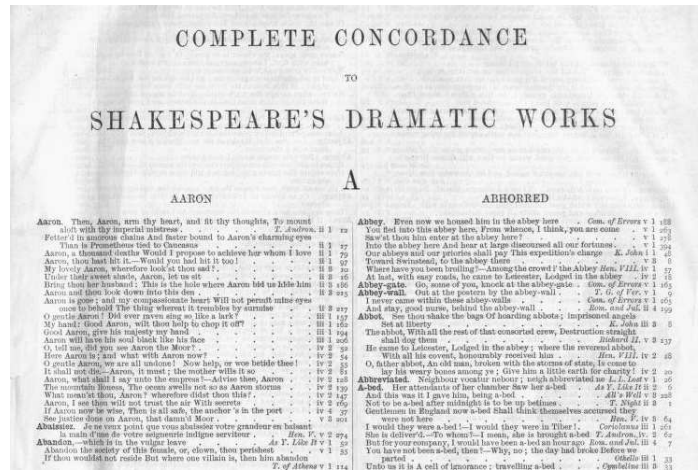 COMPLETE CONCORDANCE
TO
SHAKESPEARE'S DRAMATIC WORKS
A
AARON
Aaron. Then, Aaron, arm thy heart, and fit thy thoughts, To mount
aloft with thy imperial mistress . . . . T. Andron. ii 1 12
Fetter'd in amorous chains And faster bound to Aaron's charming eyes
Than is Prometheus tied to Caucasus . . . . ii 1 17
Aaron, a thousand deaths Would I propose to achieve her whom I love ii 1 79
Aaron, thou hast hit it.—Would you had hit it too! . . . ii 1 97
My lovely Aaron, wherefore look'st thou sad? . . . ii 3 10
Under their sweet shade, Aaron, let us sit . . . ii 3 16
Bring thou her husband: This is the hole where Aaron bid us hide him ii 3 186
Aaron and thou look down into this den . . . ii 3 215
Aaron is gone; and my compassionate heart Will not permit mine eyes
once to behold The thing whereat it trembles by surmise . ii 3 217
O gentle Aaron! Did ever raven sing so like a lark? . . iii 1 157
My hand: Good Aaron, wilt thou help to chop it off? . . iii 1 162
Good Aaron, give his majesty my hand . . . iii 1 194
Aaron will have his soul black like his face . . . iii 1 206
O, tell me, did you see Aaron the Moor? . . . iv 2 52
Here Aaron is; and what with Aaron now? . . . iv 2 54
O gentle Aaron, we are all undone! Now help, or woe betide thee! iv 2 55
It shall not die.—Aaron, it must; the mother wills it so . iv 2 81
Aaron, what shall I say unto the empress?—Advise thee, Aaron iv 2 128
The mountain lioness, The ocean swells not so as Aaron storms iv 2 139
What mean'st thou, Aaron? wherefore didst thou this? . . iv 2 147
Aaron, I see thou wilt not trust the air With secrets . iv 2 169
If Aaron now be wise, Then is all safe, the anchor's in the port iv 4 37
See justice done on Aaron, that damn'd Moor . . . v 3 201
Abaissiez. Je ne veux point que vous abaissiez votre grandeur en baisant
la main d'une de votre seigneurie indigne serviteur . Hen. V. v 2 274
Abandon,—which is in the vulgar leave . . As Y. Like It v 1 52
Abandon the society of this female, or, clown, thou perishest . v 1 55
If thou wouldst not reside But where one villain is, then him abandon
T. of Athens v 1 114
ABHORRED
Abbey. Even now we housed him in the abbey here . Com. of Errors v 1 188
You fled into this abbey here, From whence, I think, you are come . v 1 263
Saw'st thou him enter at the abbey here? . . . v 1 278
Into the abbey here And hear at large discoursed all our fortunes . v 1 394
Our abbeys and our priories shall pay This expedition's charge K. John i 1 48
Toward Swinstead, to the abbey there . . . v 3 8
Where have you been broiling?—Among the crowd i' the Abbey Hen. VIII. iv 1 57
At last, with easy roads, he came to Leicester, Lodged in the abbey . iv 2 18
Abbey-gate. Go, some of you, knock at the abbey-gate . Com. of Errors v 1 165
Abbey-wall. Out at the postern by the abbey-wall . T. G. of Ver. v 1 9
I never came within these abbey-walls . . Com. of Errors v 1 265
And stay, good nurse, behind the abbey-wall . Rom. and Jul. ii 4 199
Abbot. See thou shake the bags Of hoarding abbots; imprisoned angels
Set at liberty . . . K. John iii 3 8
The abbot, With all the rest of that consorted crew, Destruction straight
shall dog them . . . Richard II. v 3 137
He came to Leicester, Lodged in the abbey; where the reverend abbot,
With all his covent, honourably received him . Hen. VIII. iv 2 18
O, father abbot, An old man, broken with the storms of state, Is come to
lay his weary bones among ye; Give him a little earth for charity! iv 2 20
Abbreviated. Neighbour vocatur nebour; neigh abbreviated ne L. L. Lost v 1 26
A-bed. Her attendants of her chamber Saw her a-bed . As Y. Like It ii 2 6
And this was it I gave him, being a-bed . . All's Well v 3 228
Not to be a-bed after midnight is to be up betimes . T. Night ii 3 1
Gentlemen in England now a-bed Shall think themselves accursed they
were not here . . . Hen. V. iv 3 64
I would they were a-bed!—I would they were in Tiber! . Coriolanus iii 1 261
She is deliver'd.—To whom?—I mean, she is brought a-bed T. Andron. iv 2 62
But for your company, I would have been a-bed an hour ago Rom. and Jul. iii 4 7
You have not been a-bed, then?—Why, no; the day had broke Before we
parted . . . Othello iii 1 33
Unto us it is a cell of ignorance; travelling a-bed . Cymbeline iii 3 33